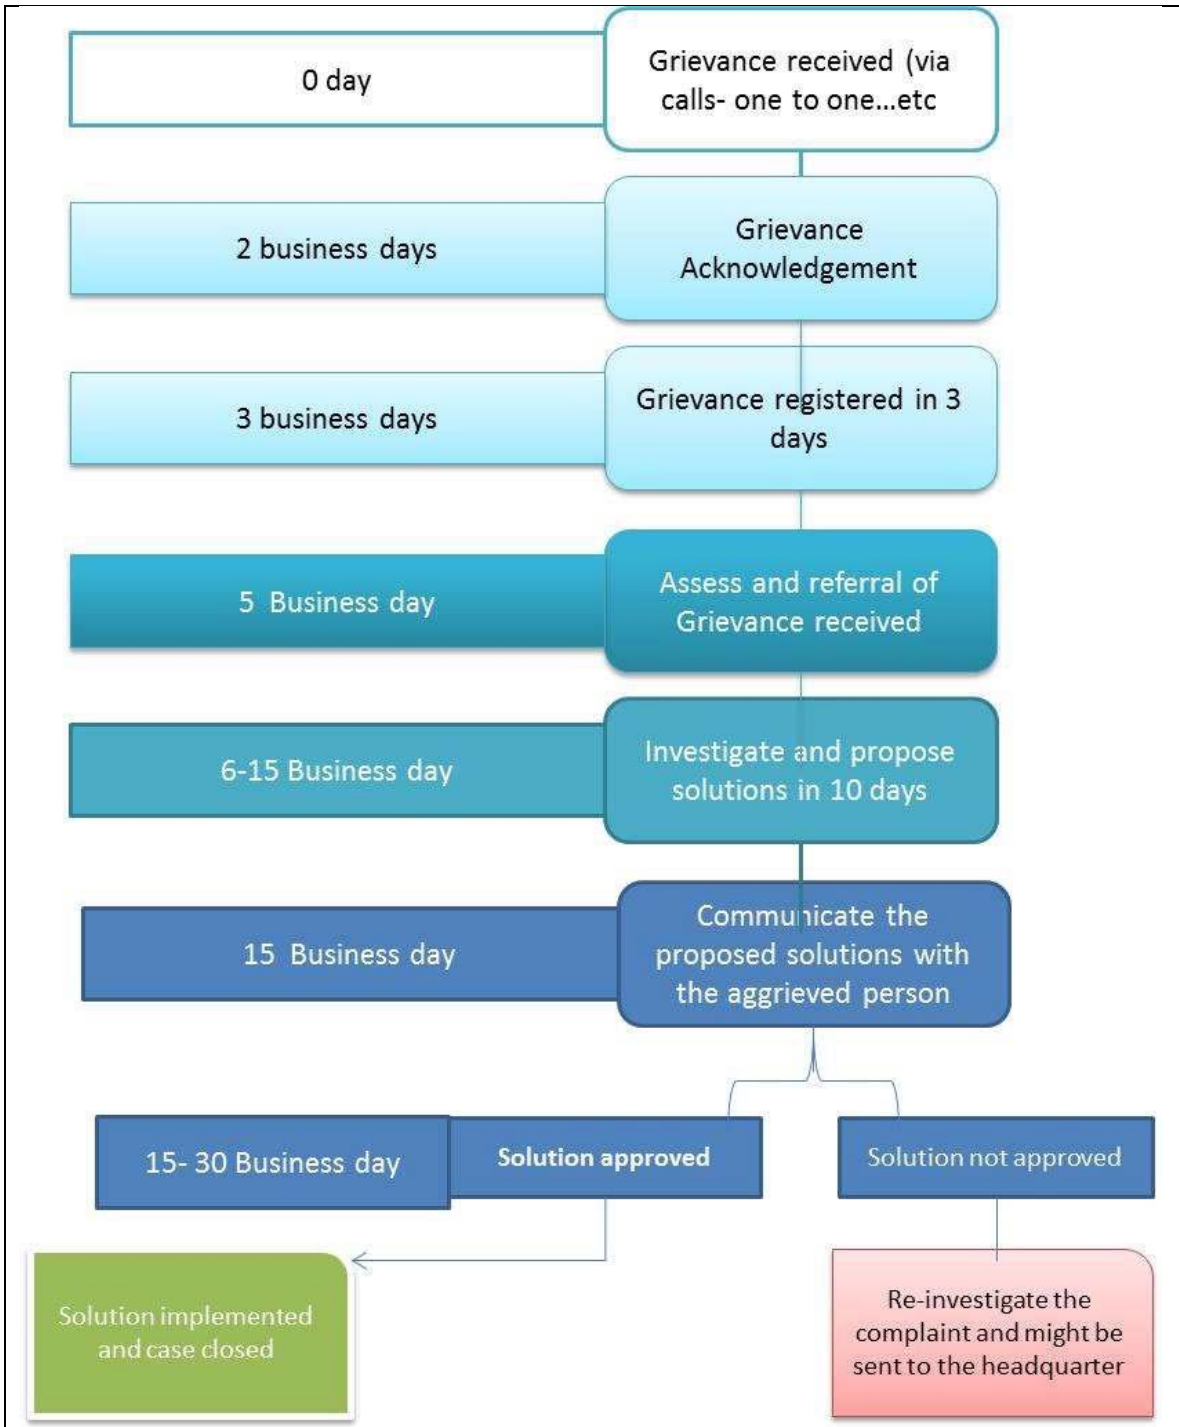 0 day
Grievance received (via
calls- one to one...etc
2 business days
Grievance
Acknowledgement
3 business days
Grievance registered in 3
days
5 Business day
Assess and referral of
Grievance received
6-15 Business day
Investigate and propose
solutions in 10 days
15 Business day
Communicate the
proposed solutions with
the aggrieved person
15- 30 Business day
Solution approved
Solution not approved
Solution implemented
and case closed
Re-investigate the
complaint and might be
sent to the headquarter